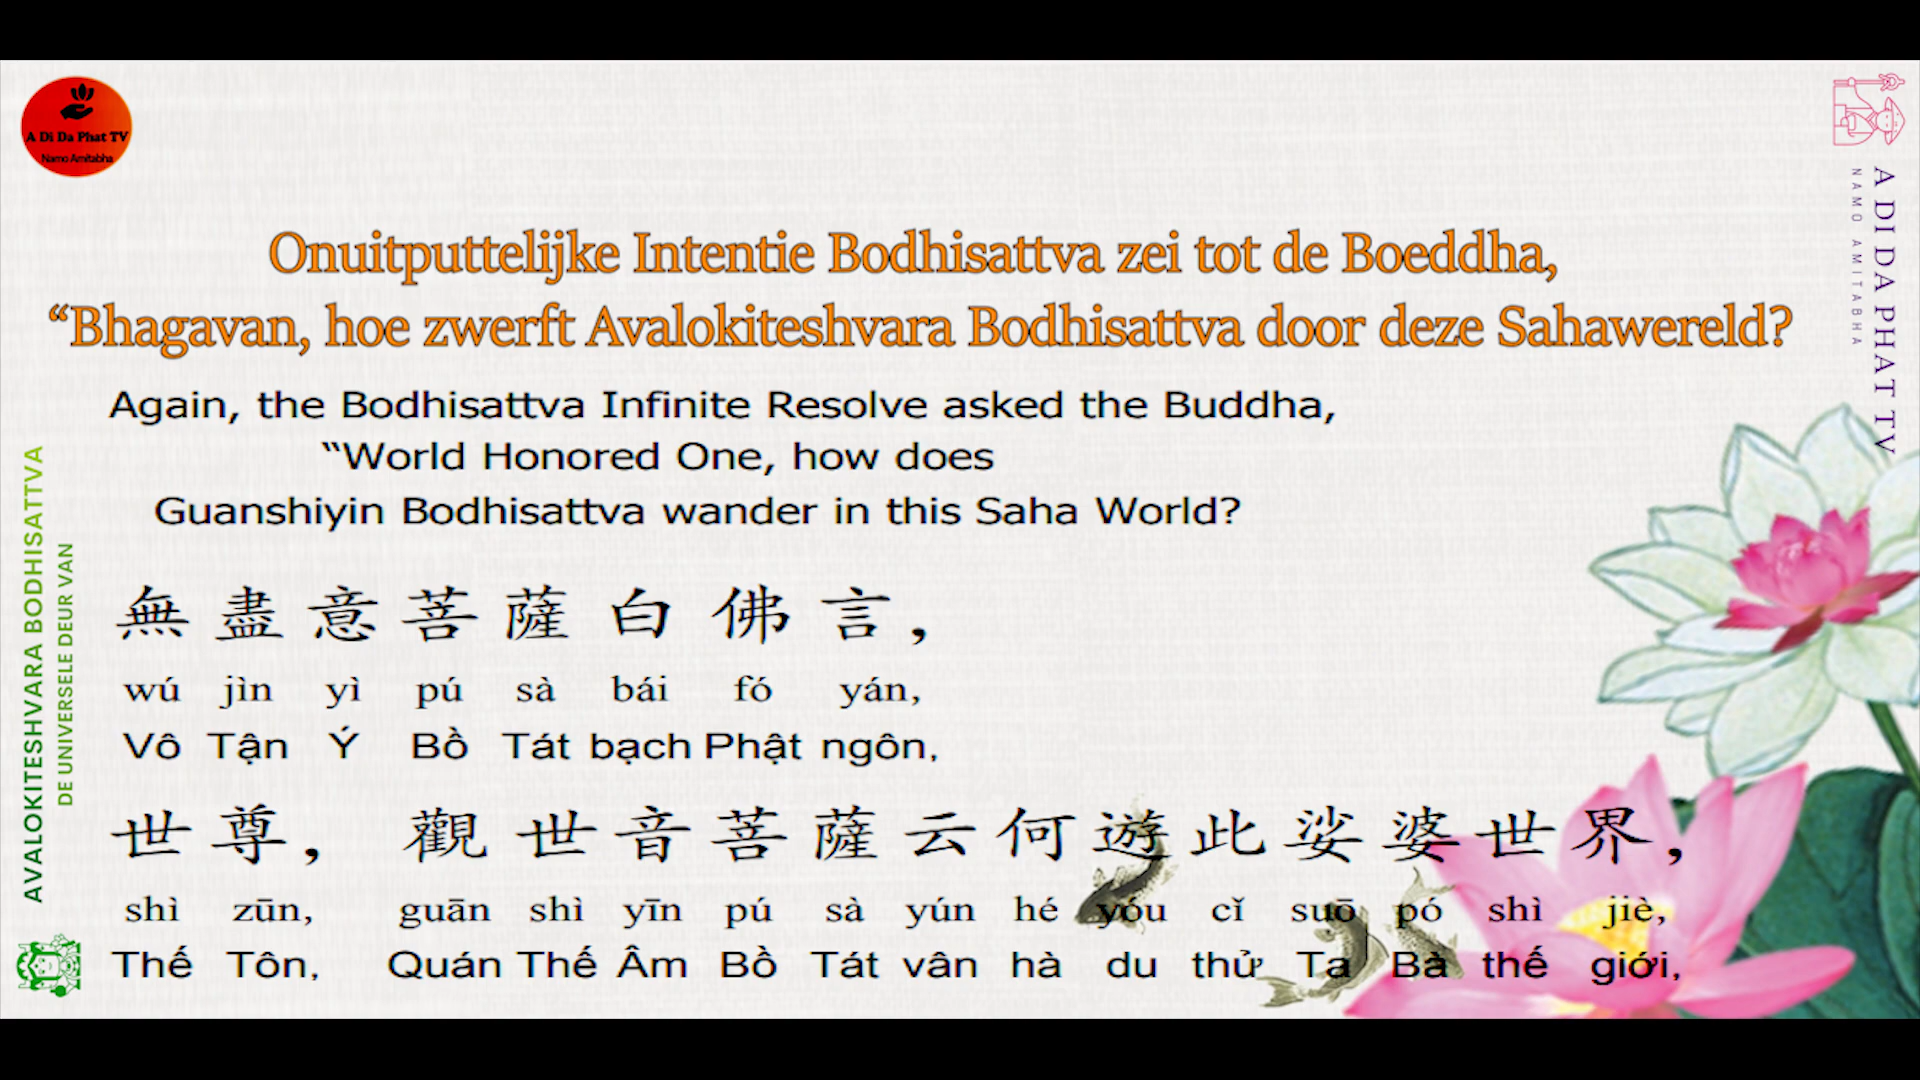 A Di Da Phat TV
Namo Amitabha
A DI DA PHAT TV
NAMO AMITABHA
Onuitputtelijke Intentie Bodhisattva zei tot de Boeddha,
“Bhagavan, hoe zwerft Avalokiteshvara Bodhisattva door deze Sahawereld?
Again, the Bodhisattva Infinite Resolve asked the Buddha,
“World Honored One, how does
Guanshiyin Bodhisattva wander in this Saha World?
AVALOKITESHVARA BODHISATTVA
DE UNIVERSELE DEUR VAN
無盡意菩薩白佛言，
wú jìn yì pú sà bái fó yán,
Vô Tận Ý Bồ Tát bạch Phật ngôn,
世尊，觀世音菩薩云何遊此娑婆世界，
shì zūn, guān shì yīn pú sà yún hé yóu cǐ suō pó shì jiè,
Thế Tôn, Quán Thế Âm Bồ Tát vân hà du thử Ta Bà thế giới,